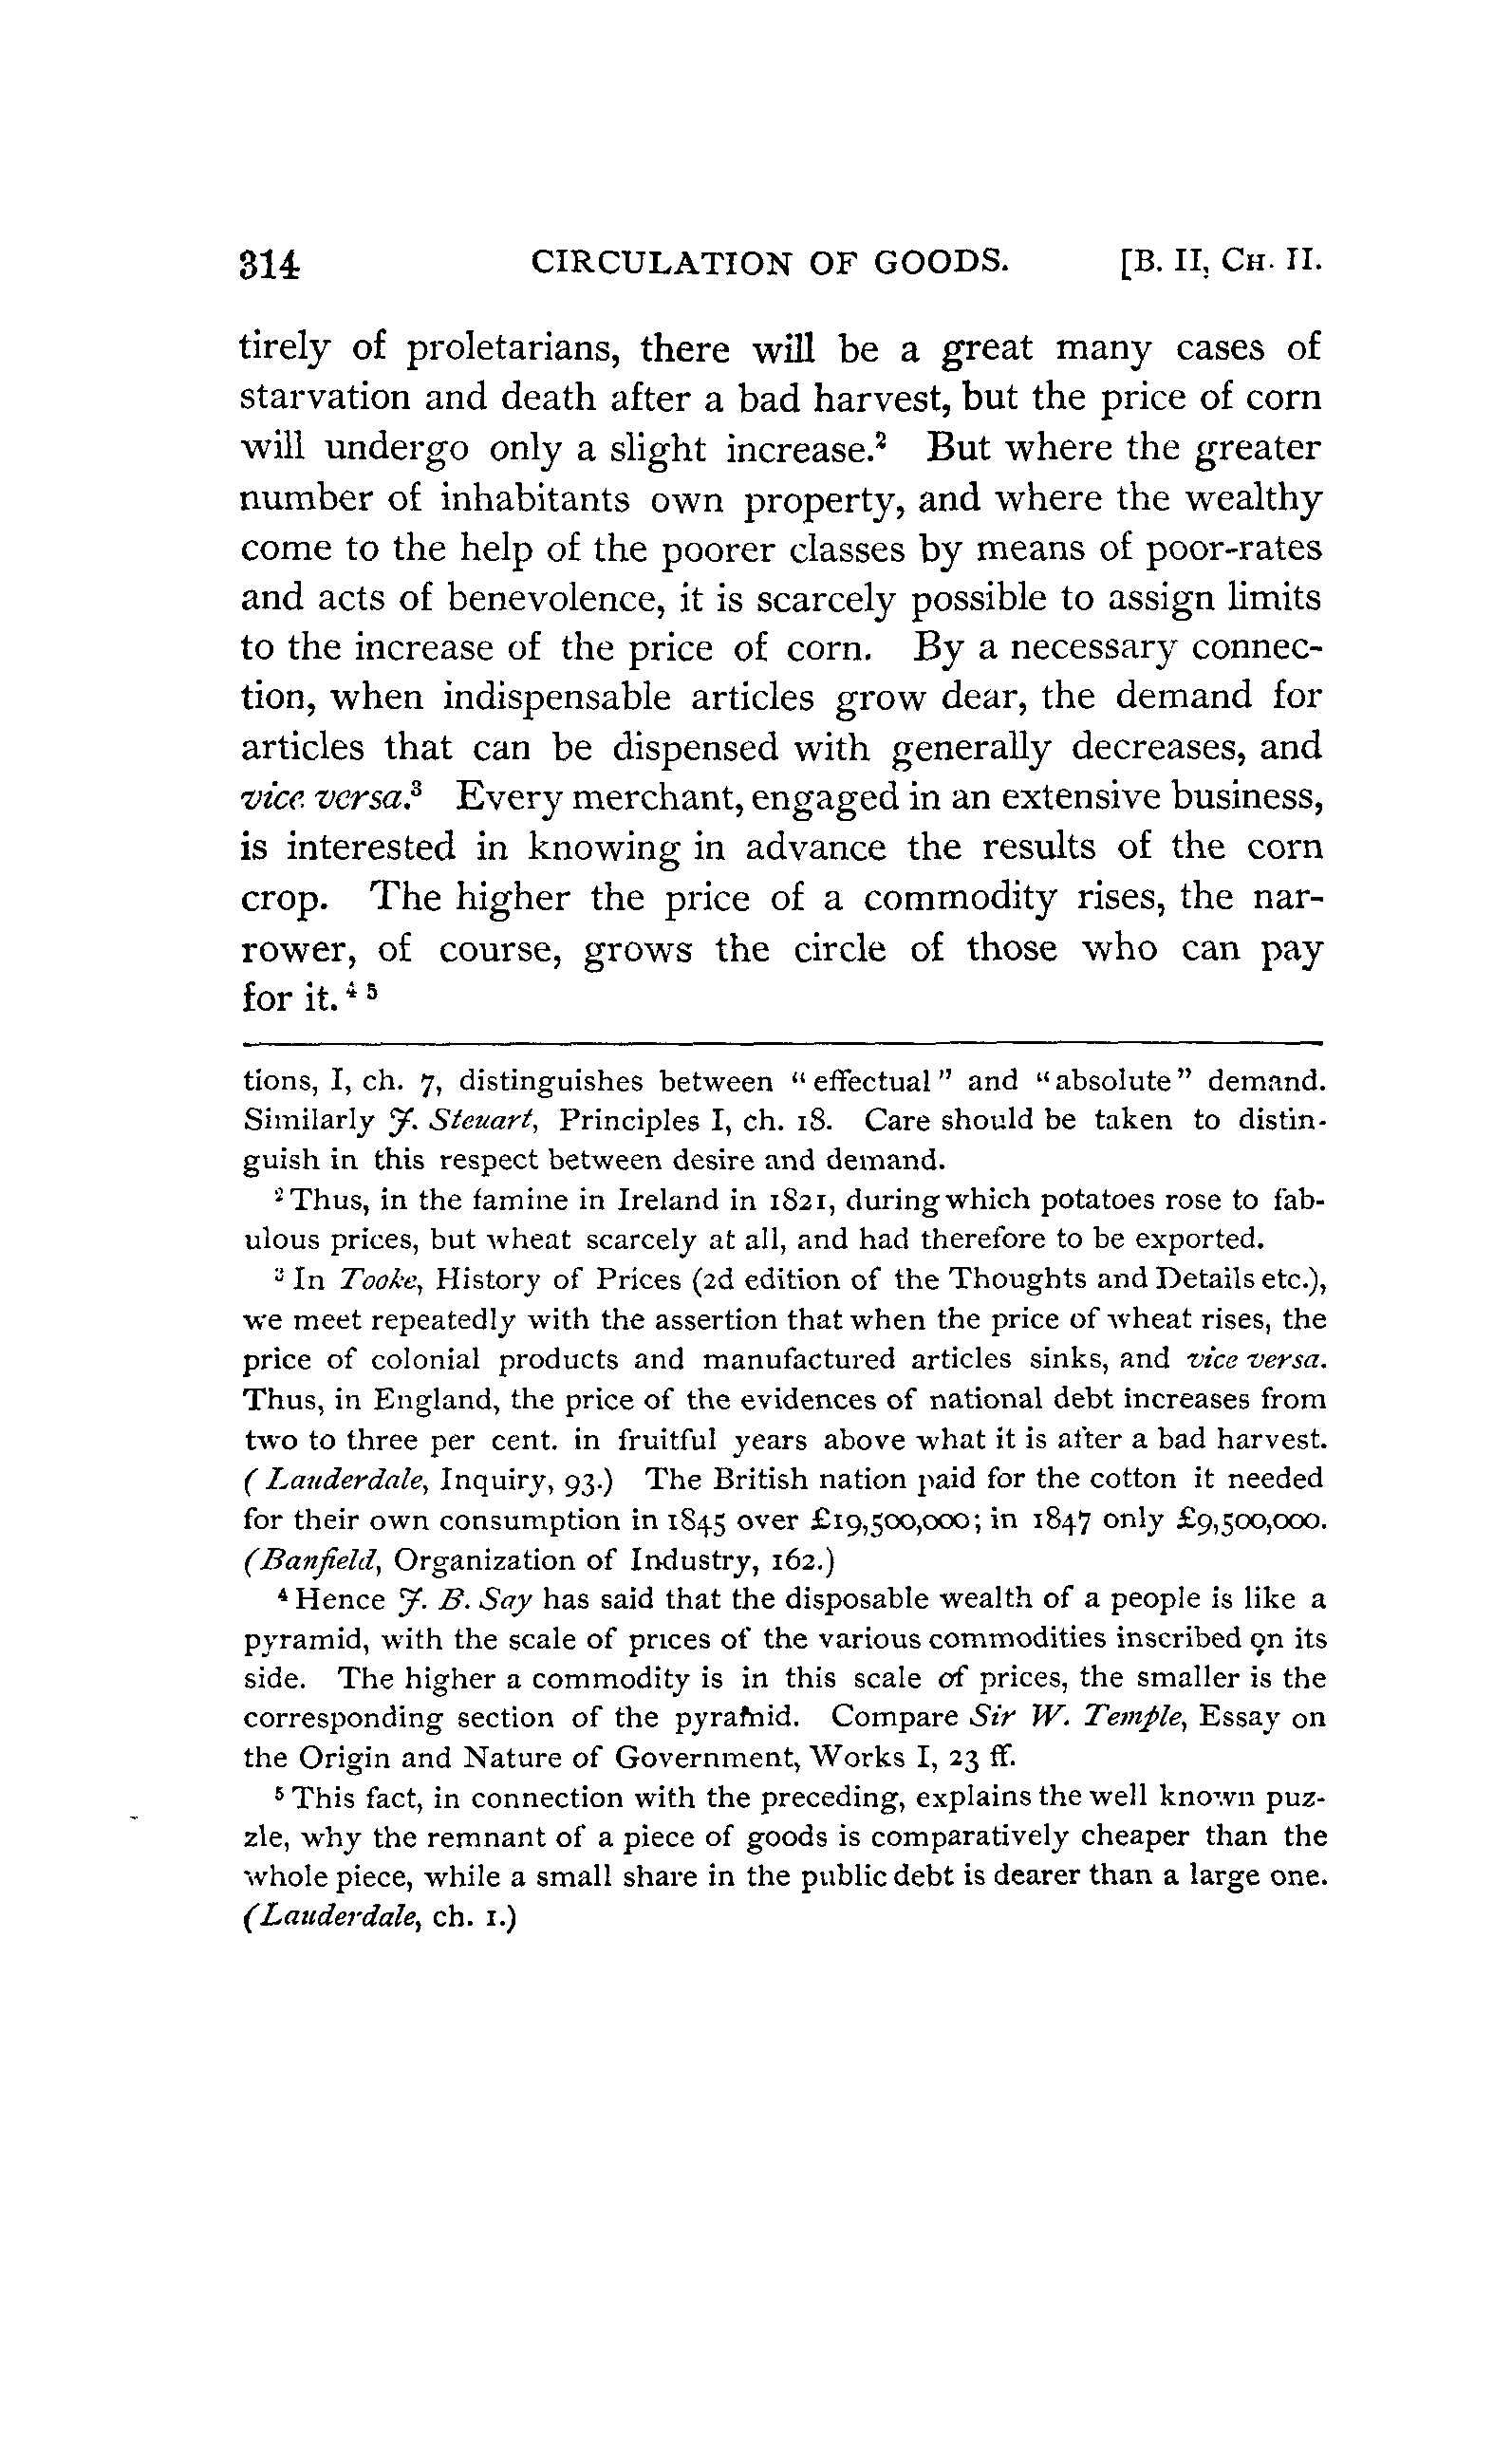 314 CIRCULATION OF GOODS. [B. II, CH. II.
tirely of proletarians, there will be a great many cases of
starvation and death after a bad harvest, but the price of corn
will undergo only a slight increase.² But where the greater
number of inhabitants own property, and where the wealthy
come to the help of the poorer classes by means of poor-rates
and acts of benevolence, it is scarcely possible to assign limits
to the increase of the price of corn. By a necessary connec-
tion, when indispensable articles grow dear, the demand for
articles that can be dispensed with generally decreases, and
vice versa.³ Every merchant, engaged in an extensive business,
is interested in knowing in advance the results of the corn
crop. The higher the price of a commodity rises, the nar-
rower, of course, grows the circle of those who can pay
for it.⁴ ⁵
tions, I, ch. 7, distinguishes between "effectual" and "absolute" demand.
Similarly J. Steuart, Principles I, ch. 18. Care should be taken to distin-
guish in this respect between desire and demand.
² Thus, in the famine in Ireland in 1821, during which potatoes rose to fab-
ulous prices, but wheat scarcely at all, and had therefore to be exported.
³ In Tooke, History of Prices (2d edition of the Thoughts and Details etc.),
we meet repeatedly with the assertion that when the price of wheat rises, the
price of colonial products and manufactured articles sinks, and vice versa.
Thus, in England, the price of the evidences of national debt increases from
two to three per cent. in fruitful years above what it is after a bad harvest.
(Lauderdale, Inquiry, 93.) The British nation paid for the cotton it needed
for their own consumption in 1845 over £19,500,000; in 1847 only £9,500,000.
(Banfield, Organization of Industry, 162.)
⁴ Hence J. B. Say has said that the disposable wealth of a people is like a
pyramid, with the scale of prices of the various commodities inscribed on its
side. The higher a commodity is in this scale of prices, the smaller is the
corresponding section of the pyramid. Compare Sir W. Temple, Essay on
the Origin and Nature of Government, Works I, 23 ff.
⁵ This fact, in connection with the preceding, explains the well known puz-
zle, why the remnant of a piece of goods is comparatively cheaper than the
whole piece, while a small share in the public debt is dearer than a large one.
(Lauderdale, ch. 1.)